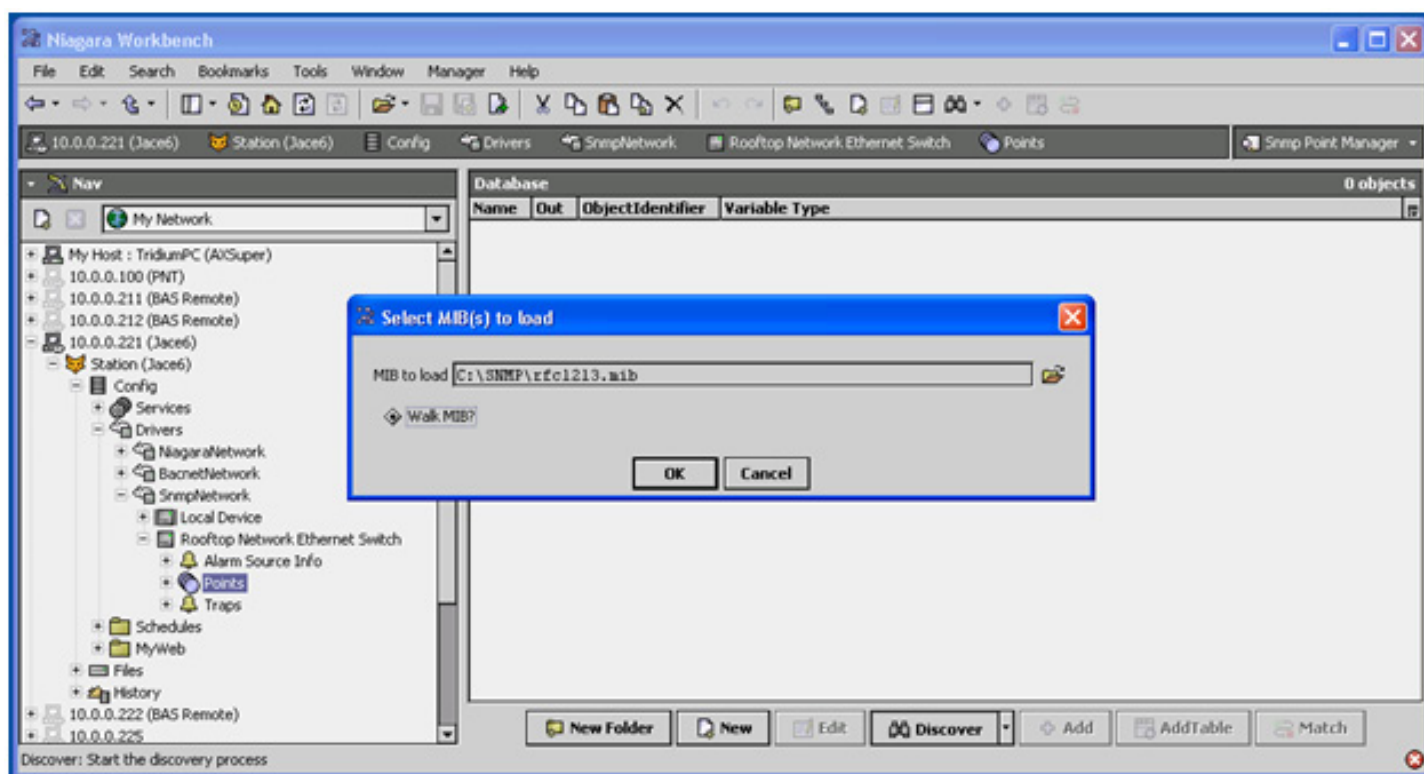 Niagara Workbench
File Edit Search Bookmarks Tools Window Manager Help
10.0.0.221 (Jace6) Station (Jace6) Config Drivers SnmpNetwork Rooftop Network Ethernet Switch Points Snmp Point Manager
Nav
My Network
My Host : TridiumPC (AXSuper)
10.0.0.100 (PNT)
10.0.0.211 (BAS Remote)
10.0.0.212 (BAS Remote)
10.0.0.221 (Jace6)
Station (Jace6)
Config
Services
Drivers
NiagaraNetwork
BacnetNetwork
SnmpNetwork
Local Device
Rooftop Network Ethernet Switch
Alarm Source Info
Points
Traps
Schedules
MyWeb
Files
History
10.0.0.222 (BAS Remote)
10.0.0.225
Database 0 objects
Name Out ObjectIdentifier Variable Type
Select MIB(s) to load
MIB to load C:\SNMP\rfc1213.mib
Walk MIB?
OK Cancel
New Folder New Edit Discover Add AddTable Match
Discover: Start the discovery process